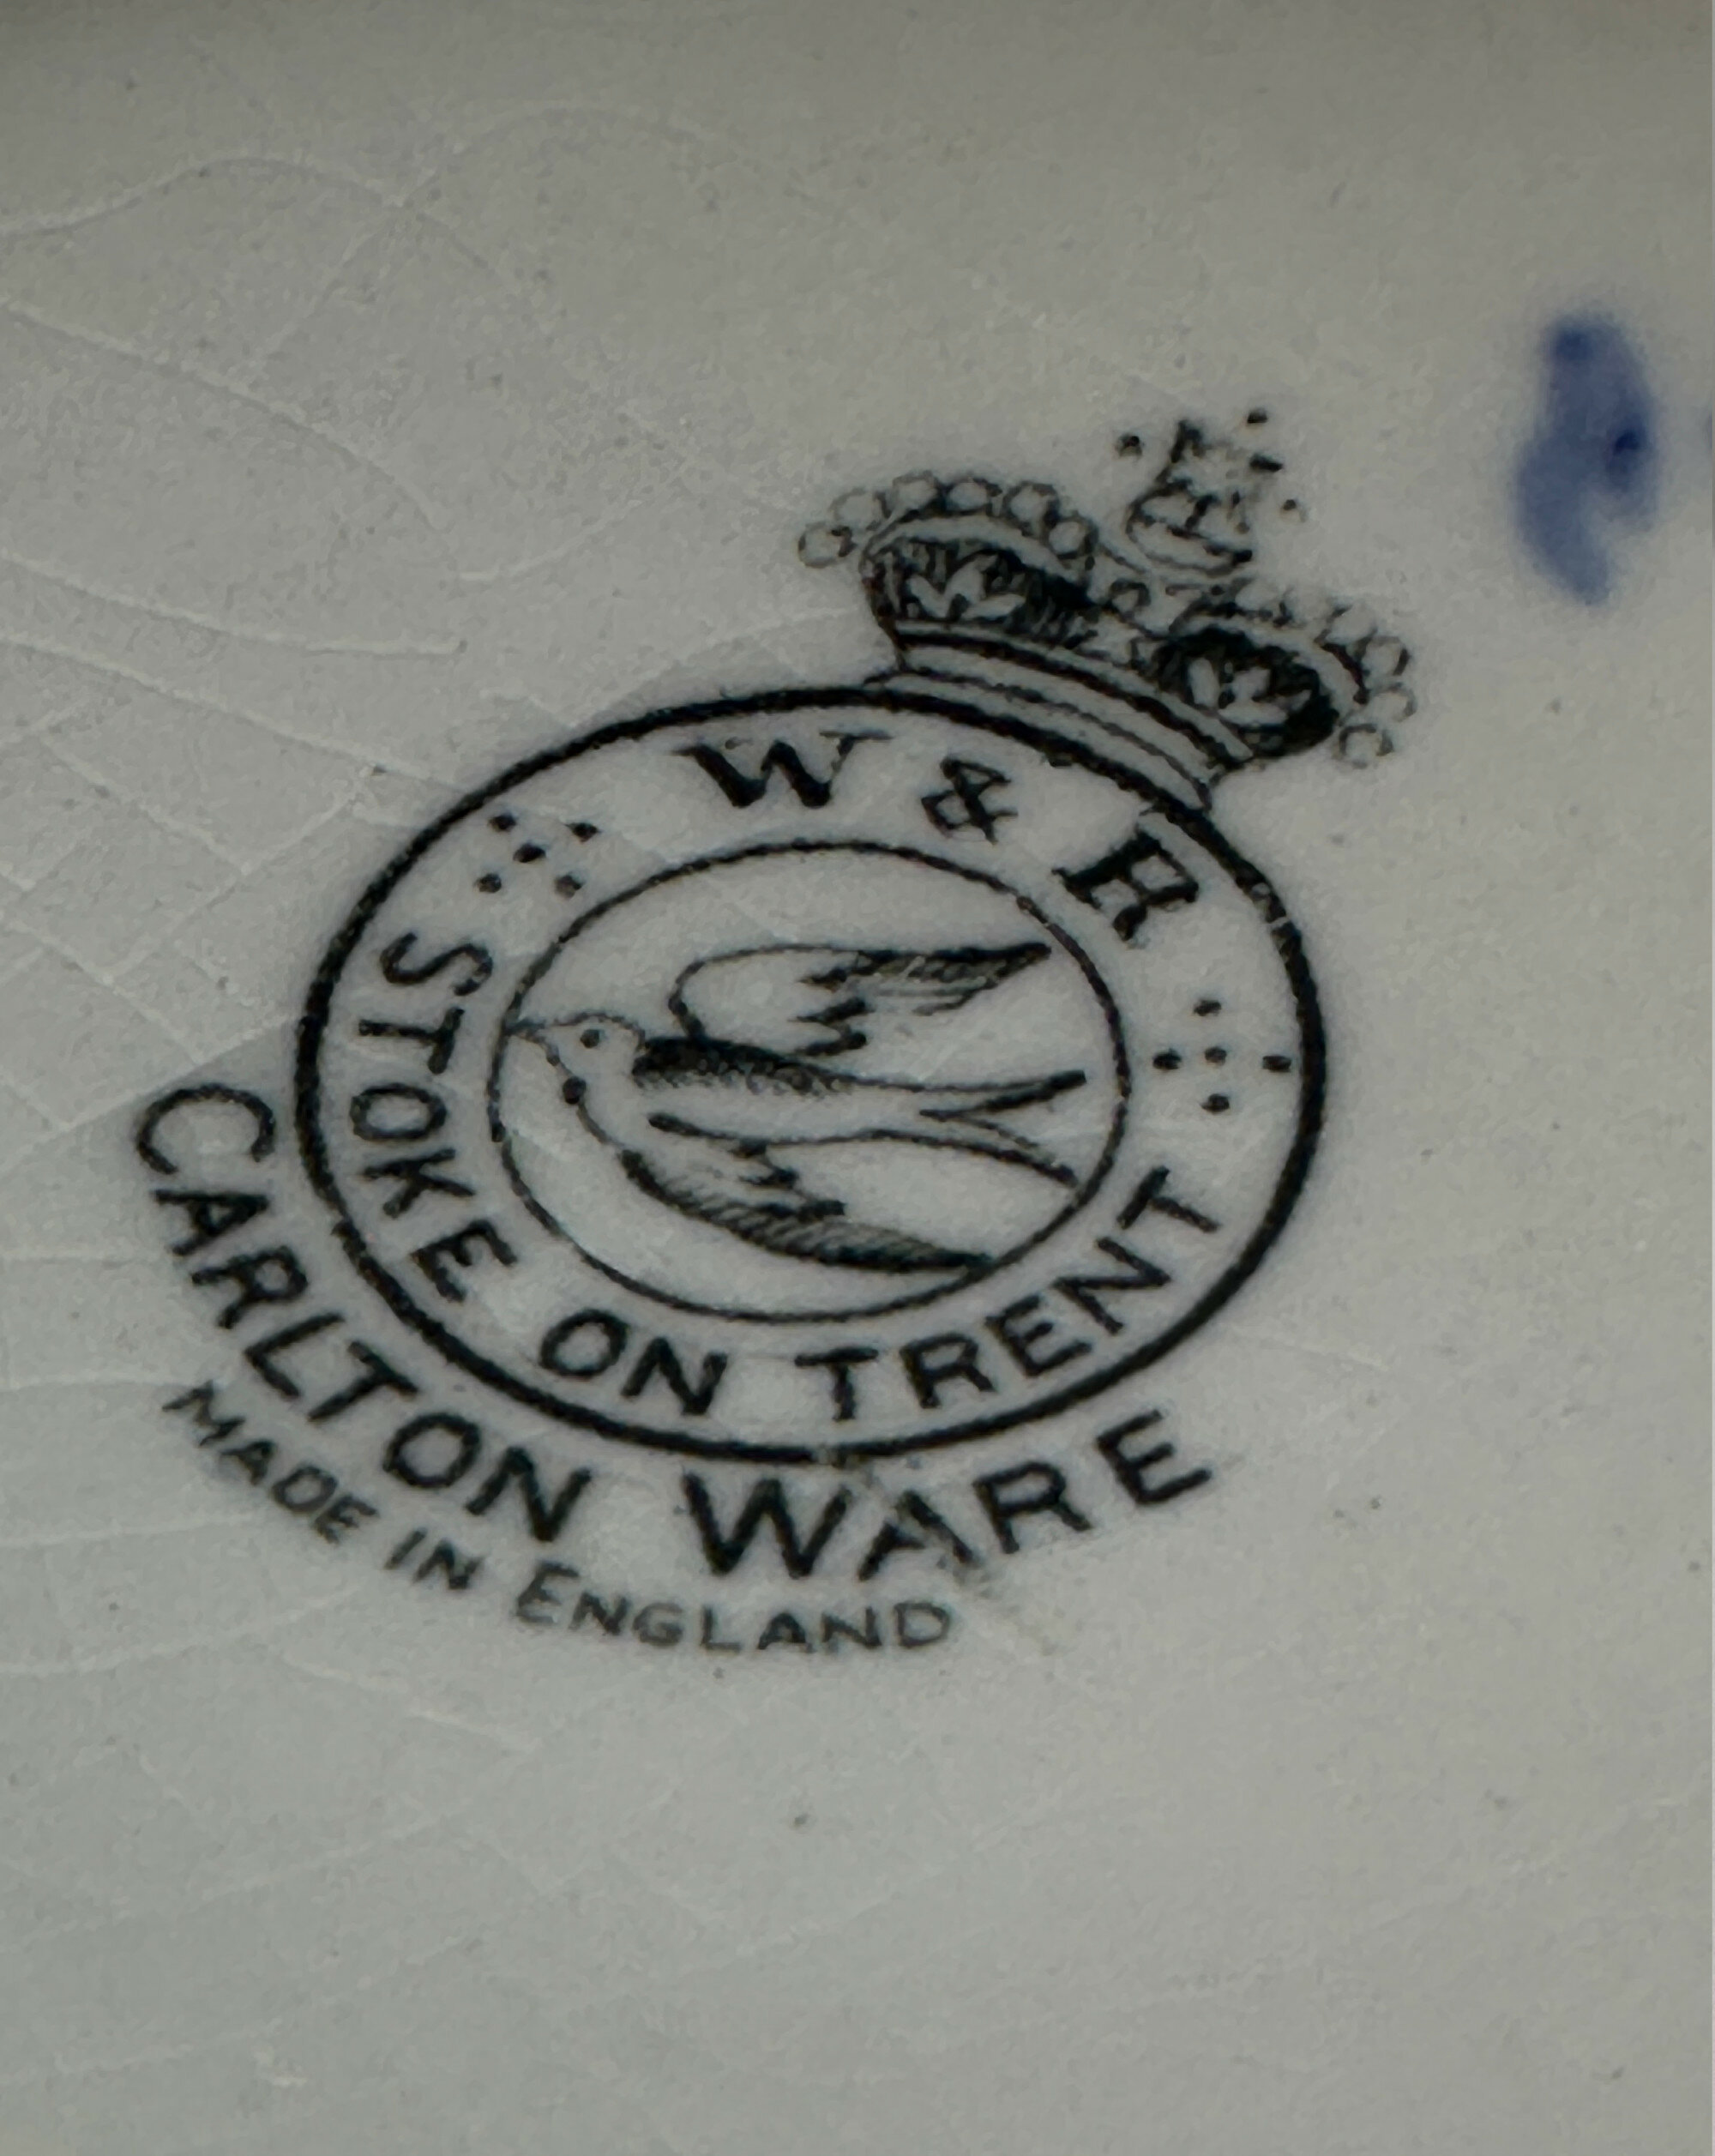 W & R
STOKE ON TRENT
CARLTON WARE
MADE IN ENGLAND